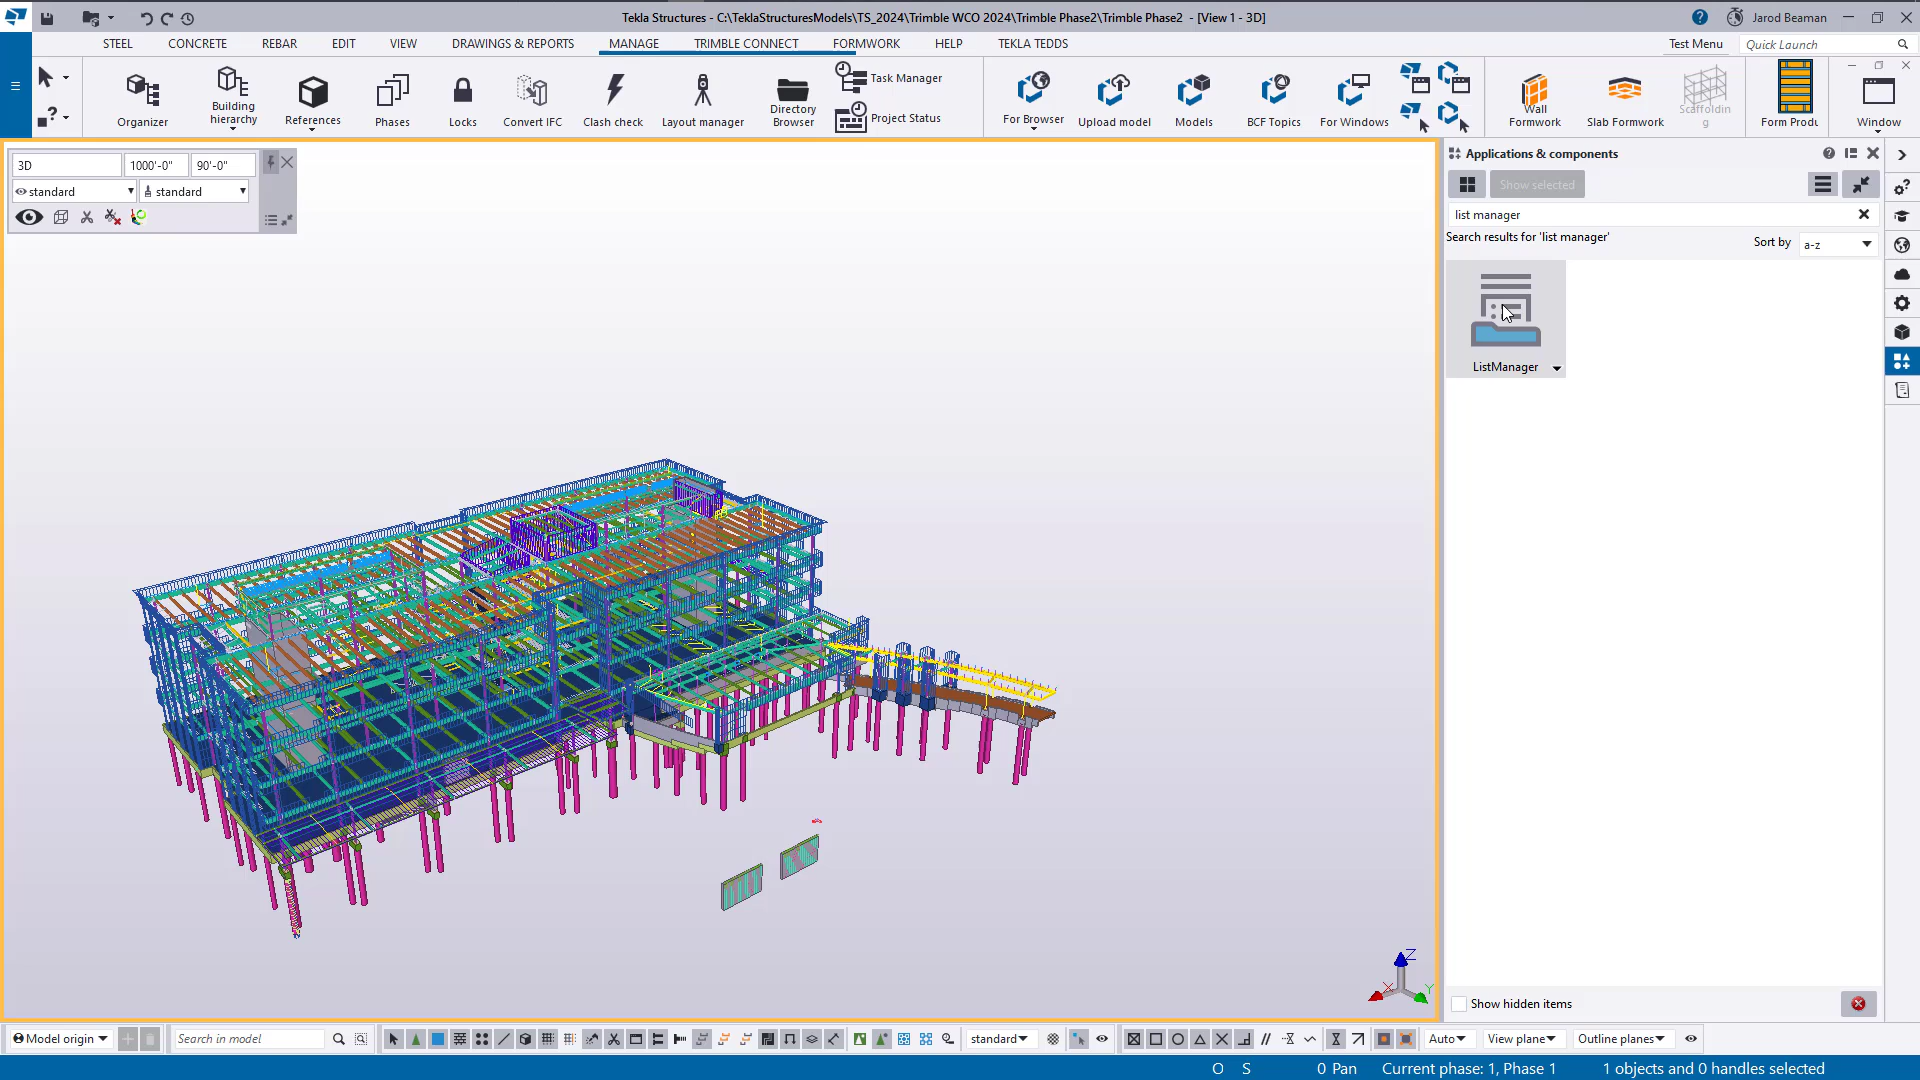 Tekla Structures - C:\TeklaStructuresModels\TS_2024\Trimble WCO 2024\Trimble Phase2\Trimble Phase2 - [View 1 - 3D]
Jarod Beaman
STEEL CONCRETE REBAR EDIT VIEW DRAWINGS & REPORTS MANAGE TRIMBLE CONNECT FORMWORK HELP TEKLA TEDDS
Test Menu
Quick Launch
Organizer
Building hierarchy
References
Phases
Locks
Convert IFC
Clash check
Layout manager
Directory Browser
Task Manager
Project Status
For Browser
Upload model
Models
BCF Topics
For Windows
Wall Formwork
Slab Formwork
Scaffoldin g
Form Produ
Window
3D 1000'-0" 90'-0"
standard standard
Applications & components
Show selected
list manager
Search results for 'list manager'
Sort by a-z
ListManager
Z
X
Y
Show hidden items
Model origin
Search in model
standard
Auto
View plane
Outline planes
O S 0 Pan Current phase: 1, Phase 1 1 objects and 0 handles selected